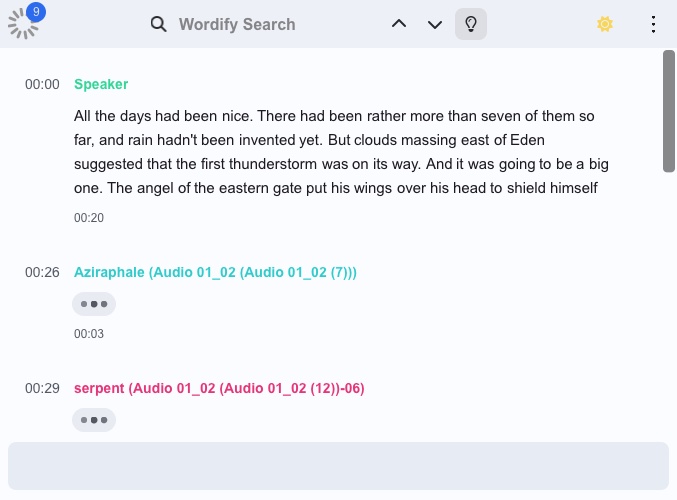 9
Wordify Search
00:00 Speaker
All the days had been nice. There had been rather more than seven of them so
far, and rain hadn't been invented yet. But clouds massing east of Eden
suggested that the first thunderstorm was on its way. And it was going to be a big
one. The angel of the eastern gate put his wings over his head to shield himself
00:20
00:26 Aziraphale (Audio 01_02 (Audio 01_02 (7)))
00:03
00:29 serpent (Audio 01_02 (Audio 01_02 (12))-06)